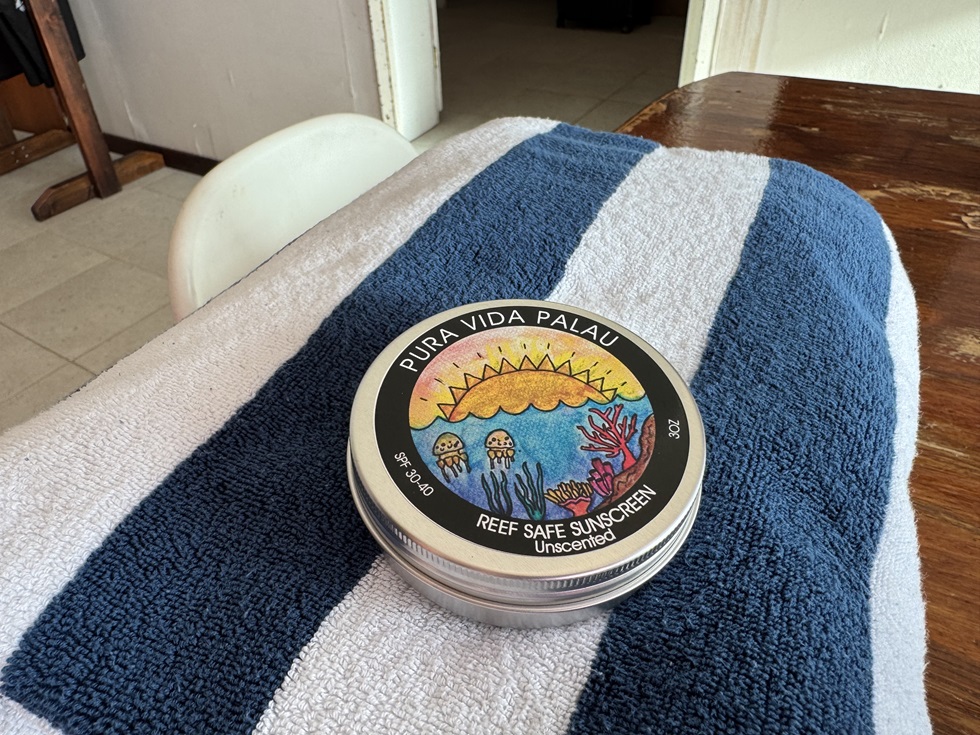 PURA VIDA PALAU
3OZ
SPF 30-40
REEF SAFE SUNSCREEN
Unscented